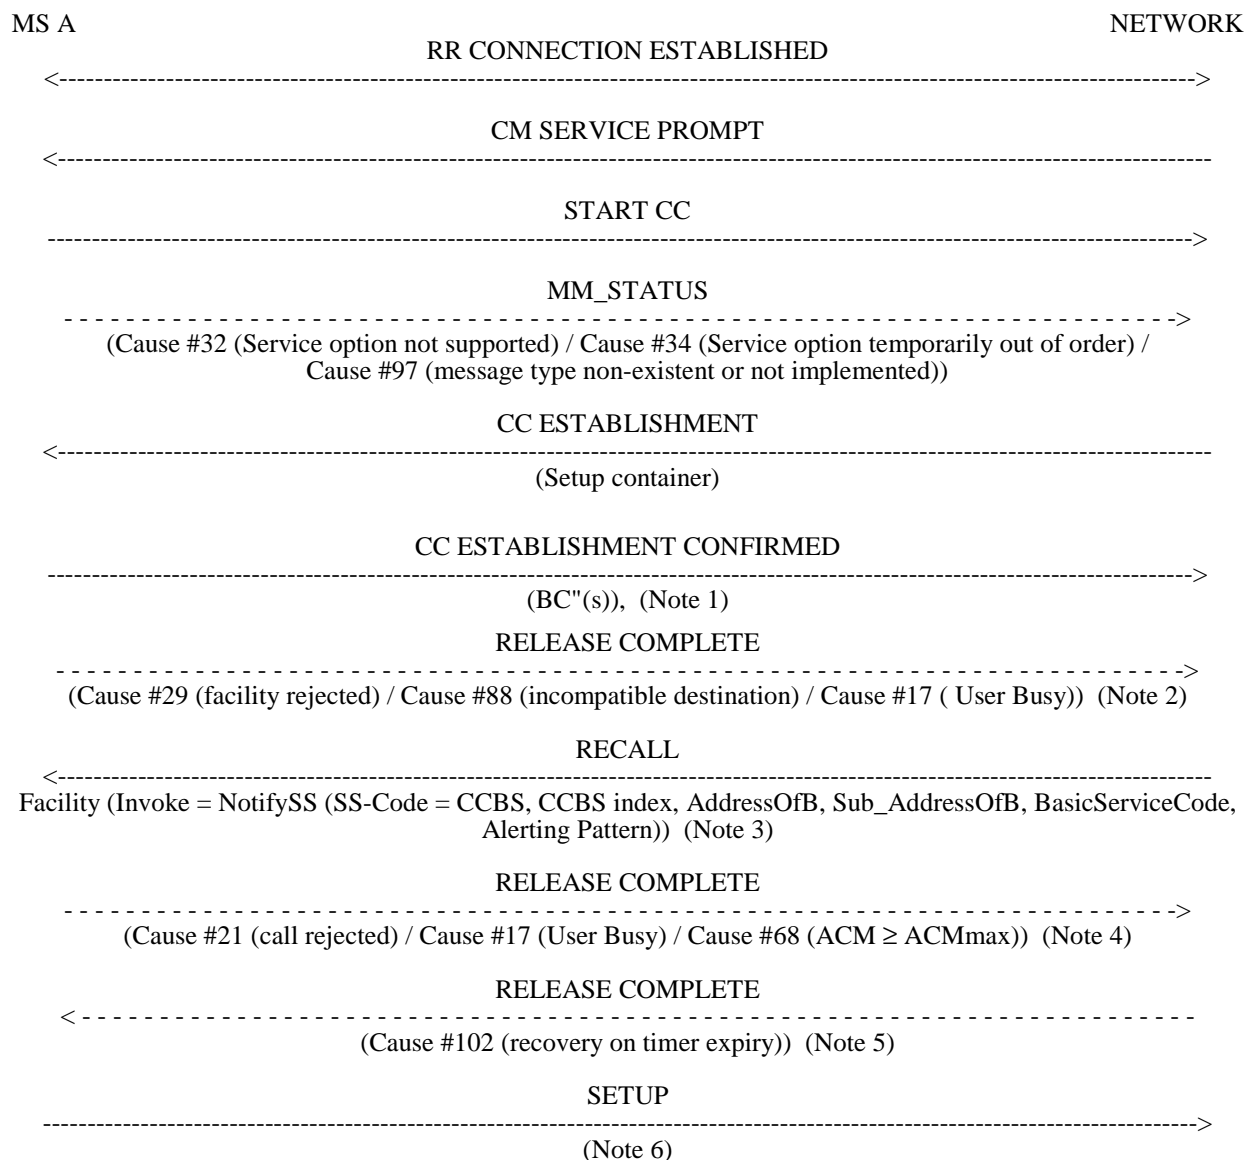 MS A NETWORK
RR CONNECTION ESTABLISHED
<----------------------------------------------------------------------------------------------------------------------------->
CM SERVICE PROMPT
<-----------------------------------------------------------------------------------------------------------------------------
START CC
----------------------------------------------------------------------------------------------------------------------------->
MM_STATUS
- - - - - - - - - - - - - - - - - - - - - - - - - - - - - - - - - - - - - - - - - - - - - - - - - - - - - - - - - - - - - - - - - - - - - - - ->
(Cause #32 (Service option not supported) / Cause #34 (Service option temporarily out of order) /
Cause #97 (message type non-existent or not implemented))
CC ESTABLISHMENT
<-----------------------------------------------------------------------------------------------------------------------------
(Setup container)
CC ESTABLISHMENT CONFIRMED
----------------------------------------------------------------------------------------------------------------------------->
(BC"(s)), (Note 1)
RELEASE COMPLETE
- - - - - - - - - - - - - - - - - - - - - - - - - - - - - - - - - - - - - - - - - - - - - - - - - - - - - - - - - - - - - - - - - - - - - - - ->
(Cause #29 (facility rejected) / Cause #88 (incompatible destination) / Cause #17 ( User Busy)) (Note 2)
RECALL
<-----------------------------------------------------------------------------------------------------------------------------
Facility (Invoke = NotifySS (SS-Code = CCBS, CCBS index, AddressOfB, Sub_AddressOfB, BasicServiceCode,
Alerting Pattern)) (Note 3)
RELEASE COMPLETE
- - - - - - - - - - - - - - - - - - - - - - - - - - - - - - - - - - - - - - - - - - - - - - - - - - - - - - - - - - - - - - - - - - - - - - - ->
(Cause #21 (call rejected) / Cause #17 (User Busy) / Cause #68 (ACM ≥ ACMmax)) (Note 4)
RELEASE COMPLETE
< - - - - - - - - - - - - - - - - - - - - - - - - - - - - - - - - - - - - - - - - - - - - - - - - - - - - - - - - - - - - - - - - - - - - - - -
(Cause #102 (recovery on timer expiry)) (Note 5)
SETUP
----------------------------------------------------------------------------------------------------------------------------->
(Note 6)